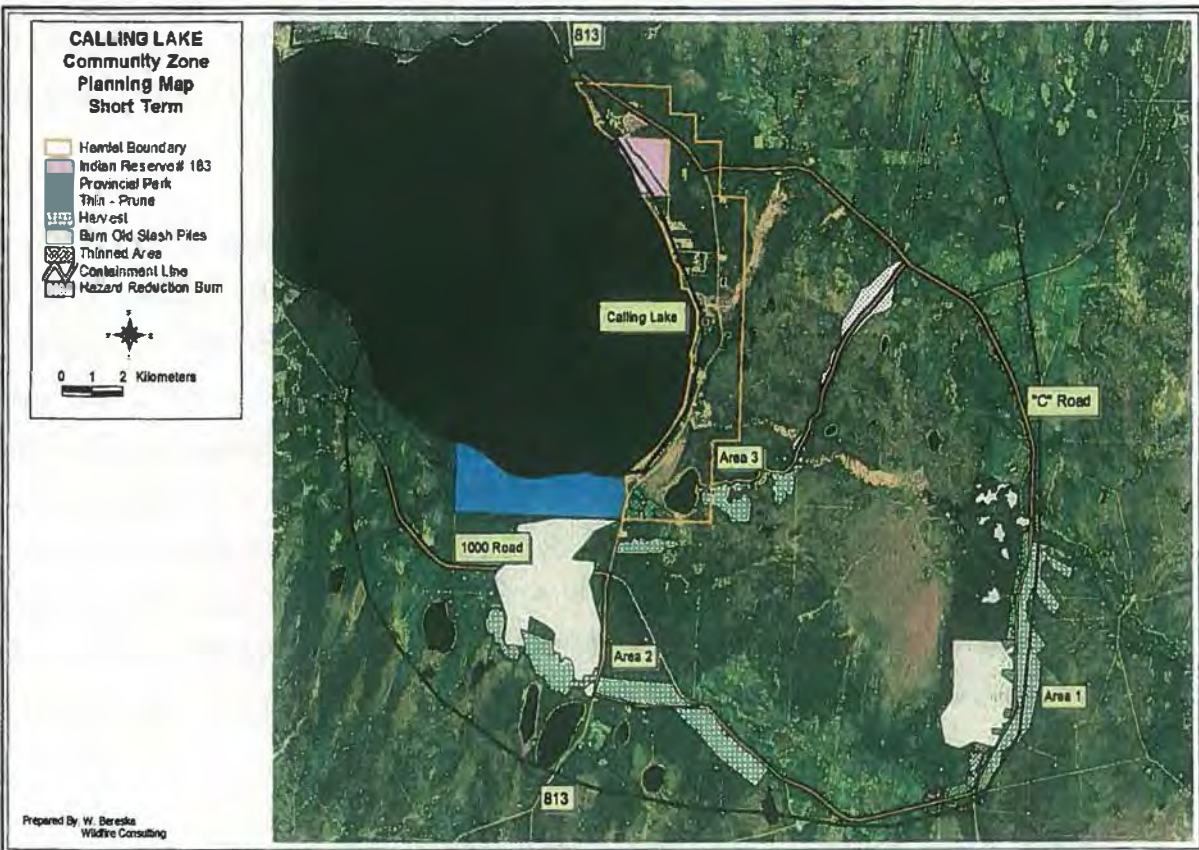 CALLING LAKE
Community Zone
Planning Map
Short Term
Hamlet Boundary
Indian Reserve# 183
Provincial Park
Thin - Prune
Harvest
Burn Old Slash Piles
Thinned Area
Containment Line
Hazard Reduction Burn
0 1 2 Kilometers
Prepared By: W. Bereska
Wildfire Consulting
813
Calling Lake
"C" Road
Area 3
1000 Road
Area 2
Area 1
813